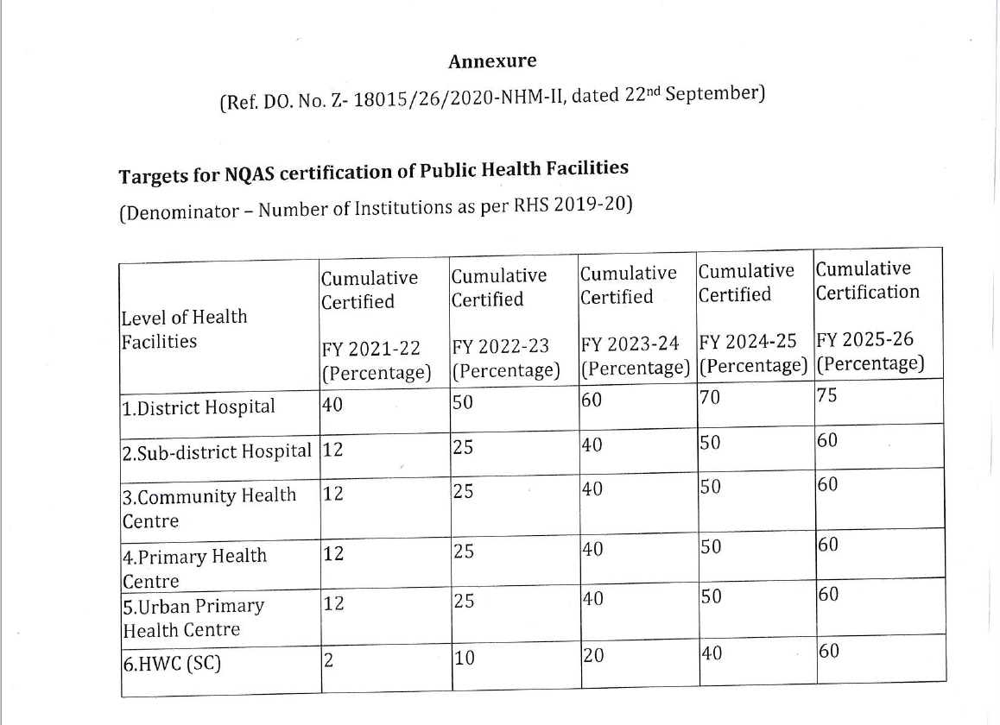 Annexure
(Ref. DO. No. Z- 18015/26/2020-NHM-II, dated 22nd September)
Targets for NQAS certification of Public Health Facilities
(Denominator – Number of Institutions as per RHS 2019-20)
Level of Health
Facilities
Cumulative
Certified
FY 2021-22
(Percentage)
Cumulative
Certified
FY 2022-23
(Percentage)
Cumulative
Certified
FY 2023-24
(Percentage)
Cumulative
Certified
FY 2024-25
(Percentage)
Cumulative
Certification
FY 2025-26
(Percentage)
1.District Hospital 40 50 60 70 75
2.Sub-district Hospital 12 25 40 50 60
3.Community Health
Centre
12 25 40 50 60
4.Primary Health
Centre
12 25 40 50 60
5.Urban Primary
Health Centre
12 25 40 50 60
6.HWC (SC) 2 10 20 40 60